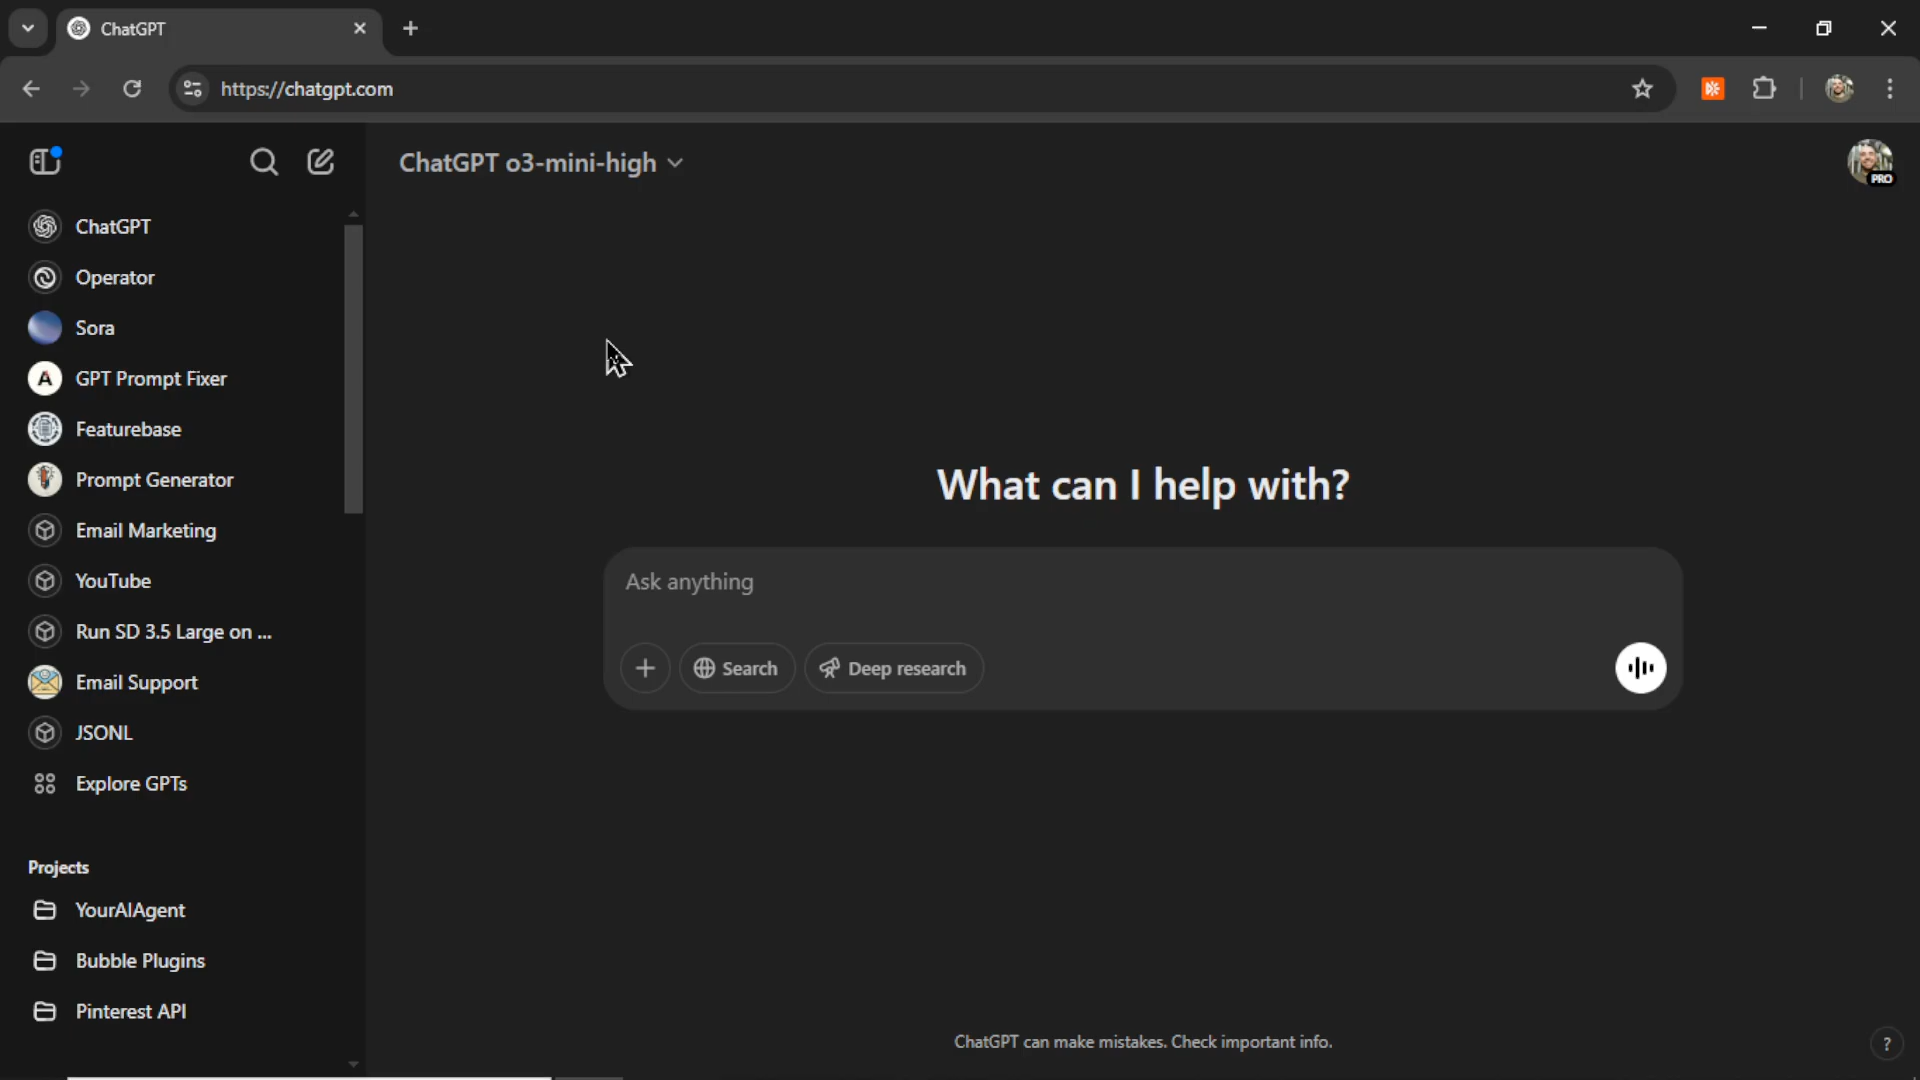 ChatGPT
https://chatgpt.com
ChatGPT o3-mini-high
PRO
ChatGPT
Operator
Sora
A GPT Prompt Fixer
Featurebase
Prompt Generator
Email Marketing
YouTube
Run SD 3.5 Large on ...
Email Support
JSONL
Explore GPTs
Projects
YourAIAgent
Bubble Plugins
Pinterest API
What can I help with?
Ask anything
Search
Deep research
ChatGPT can make mistakes. Check important info.
?